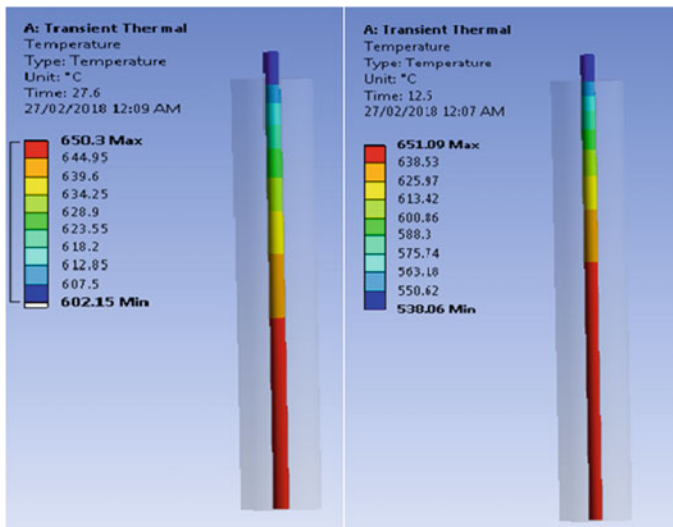 A: Transient Thermal
Temperature
Type: Temperature
Unit: °C
Time: 27.6
27/02/2018 12:09 AM
650.3 Max
644.95
639.6
634.25
628.9
623.55
618.2
612.85
607.5
602.15 Min
A: Transient Thermal
Temperature
Type: Temperature
Unit: °C
Time: 12.5
27/02/2018 12:07 AM
651.09 Max
638.53
625.97
613.42
600.86
588.3
575.74
563.18
550.62
538.06 Min